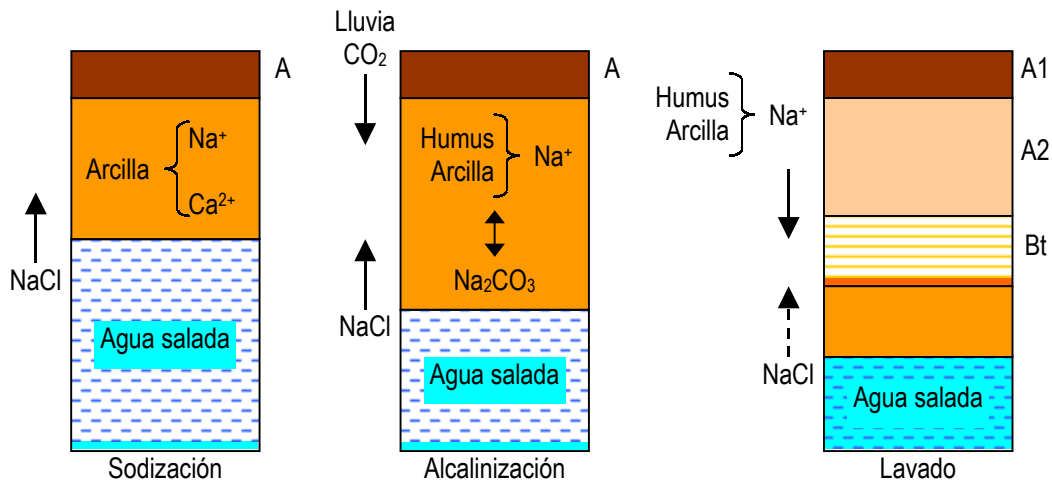 A
Arcilla
Na⁺
Ca²⁺
NaCl
Agua salada
Sodización
Lluvia
CO₂
A
Humus
Arcilla
Na⁺
Na₂CO₃
NaCl
Agua salada
Alcalinización
Humus
Arcilla
Na⁺
A1
A2
Bt
NaCl
Agua salada
Lavado